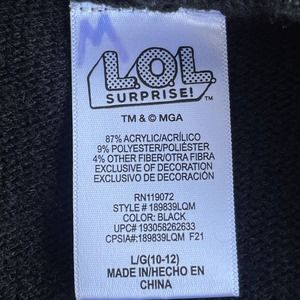 M
L.O.L.
SURPRISE!™
TM & © MGA
87% ACRYLIC/ACRÍLICO
9% POLYESTER/POLIÉSTER
4% OTHER FIBER/OTRA FIBRA
EXCLUSIVE OF DECORATION
EXCLUSIVO DE DECORACIÓN
RN119072
STYLE # 189839LQM
COLOR: BLACK
UPC# 193058262633
CPSIA#:189839LQM F21
L/G(10-12)
MADE IN/HECHO EN
CHINA